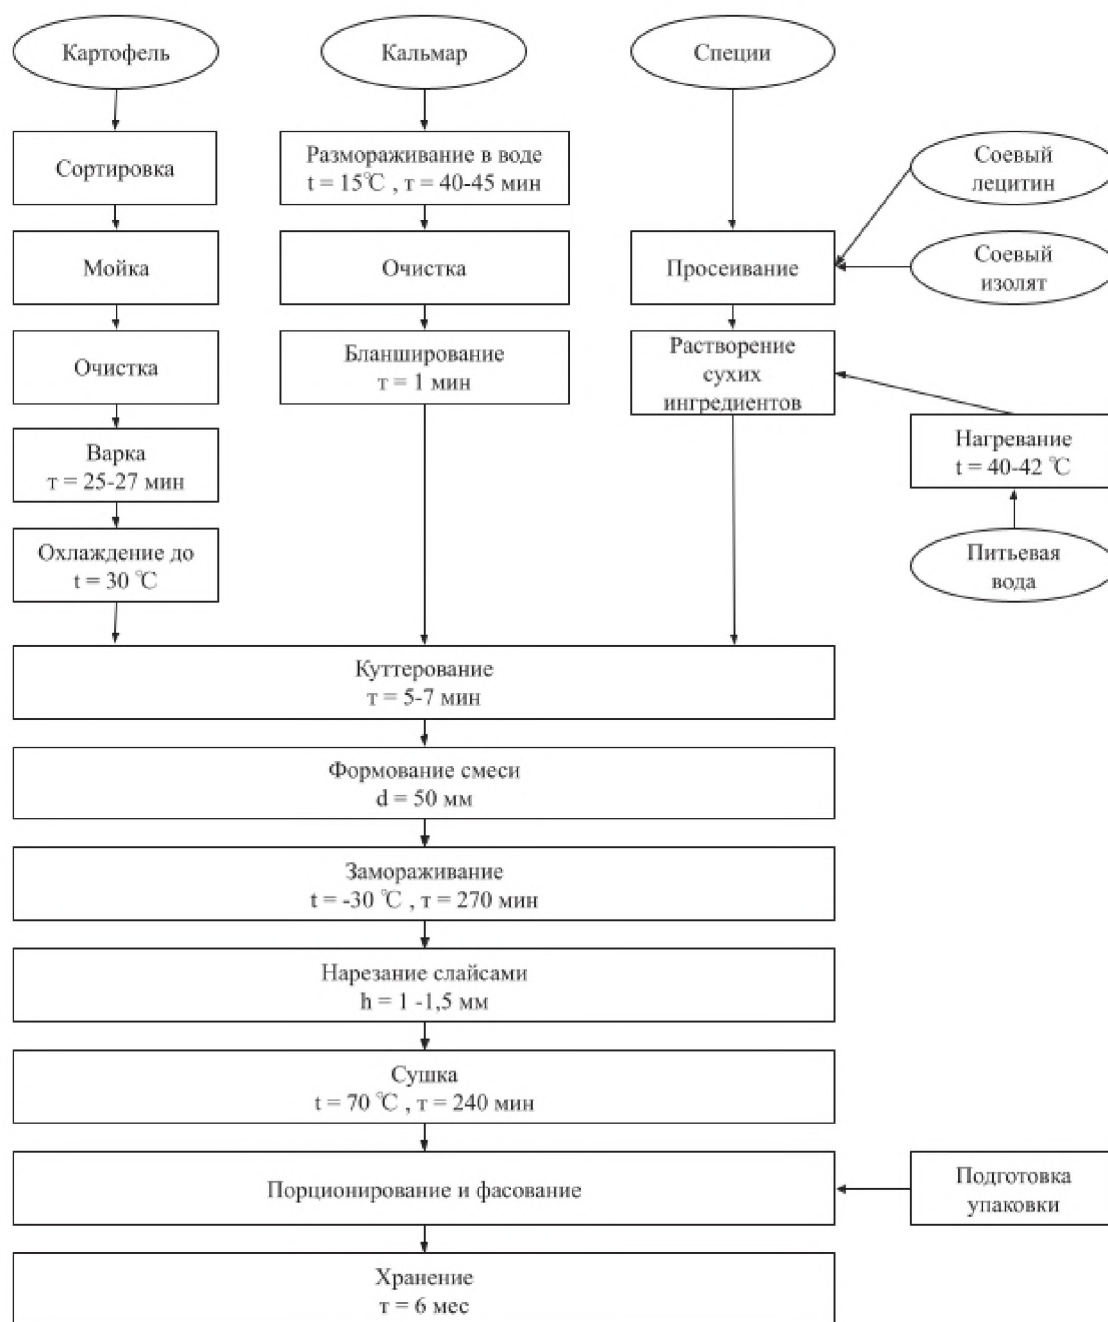 Картофель
Кальмар
Специи
Сортировка
Размораживание в воде
t = 15℃ , τ = 40-45 мин
Соевый
лецитин
Мойка
Очистка
Просеивание
Соевый
изолят
Очистка
Бланширование
τ = 1 мин
Растворение
сухих
ингредиентов
Варка
τ = 25-27 мин
Нагревание
t = 40-42 ℃
Охлаждение до
t = 30 ℃
Питьевая
вода
Куттерование
τ = 5-7 мин
Формование смеси
d = 50 мм
Замораживание
t = -30 ℃ , τ = 270 мин
Нарезание слайсами
h = 1 -1,5 мм
Сушка
t = 70 ℃ , τ = 240 мин
Порционирование и фасование
Подготовка
упаковки
Хранение
τ = 6 мес